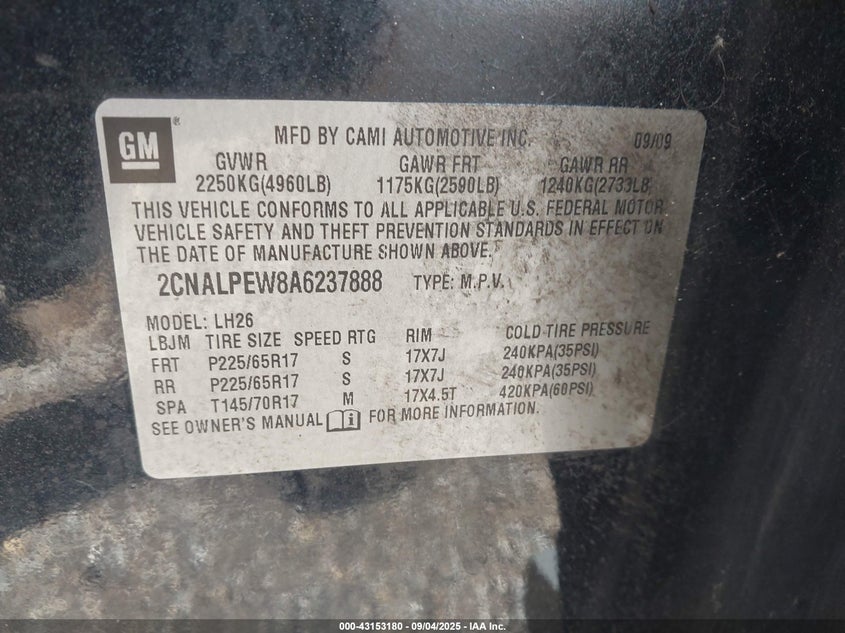 GM®
MFD BY CAMI AUTOMOTIVE INC. 09/09
GVWR GAWR FRT GAWR RR
2250KG(4960LB) 1175KG(2590LB) 1240KG(2733LB)
THIS VEHICLE CONFORMS TO ALL APPLICABLE U.S. FEDERAL MOTOR
VEHICLE SAFETY AND THEFT PREVENTION STANDARDS IN EFFECT ON
THE DATE OF MANUFACTURE SHOWN ABOVE.
2CNALPEW8A6237888 TYPE: M.P.V.
MODEL: LH26
LBJM TIRE SIZE SPEED RTG RIM COLD TIRE PRESSURE
FRT P225/65R17 S 17X7J 240KPA(35PSI)
RR P225/65R17 S 17X7J 240KPA(35PSI)
SPA T145/70R17 M 17X4.5T 420KPA(60PSI)
SEE OWNER'S MANUAL FOR MORE INFORMATION.
000-43153180 - 09/04/2025 - IAA Inc.